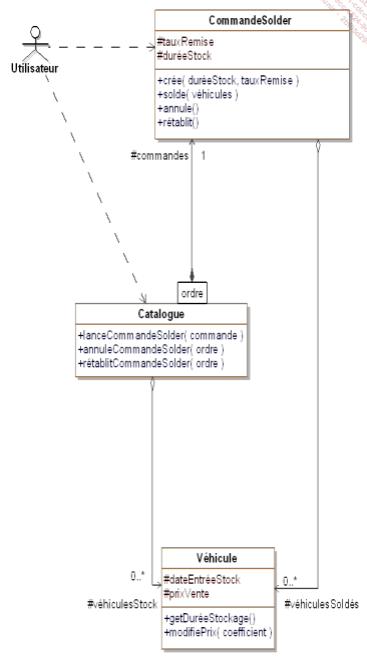 CommandeSolder
#tauxRemise
#duréeStock
+crée( duréeStock, tauxRemise )
+solde( véhicules )
+annule()
+rétablit()
Utilisateur
#commandes 1
ordre
Catalogue
+lanceCommandeSolder( commande )
+annuleCommandeSolder( ordre )
+rétablitCommandeSolder( ordre )
Véhicule
0..*
#dateEntréeStock
0..*
#véhiculesStock
#prixVente
#véhiculesSoldés
+getDuréeStockage()
+modifiePrix( coefficient )